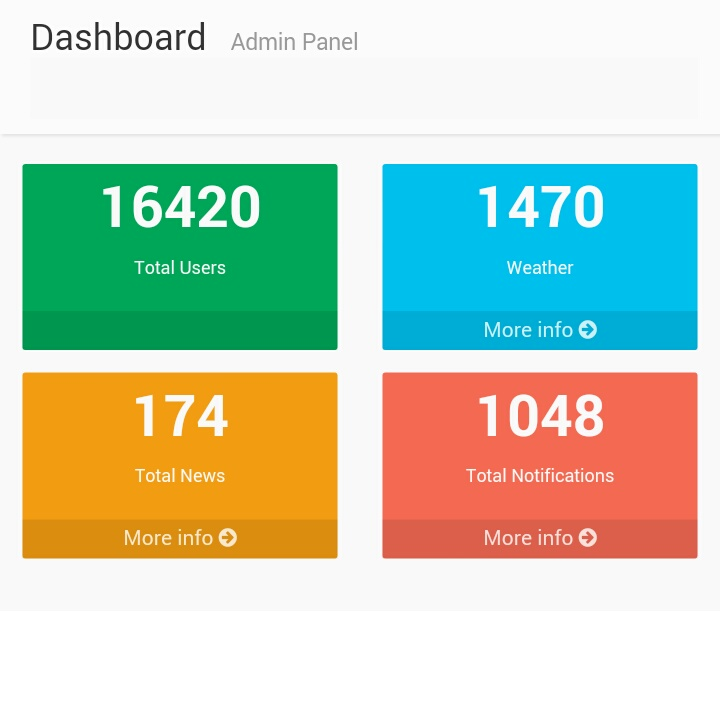 Dashboard Admin Panel
16420
Total Users
1470
Weather
More info
174
Total News
More info
1048
Total Notifications
More info